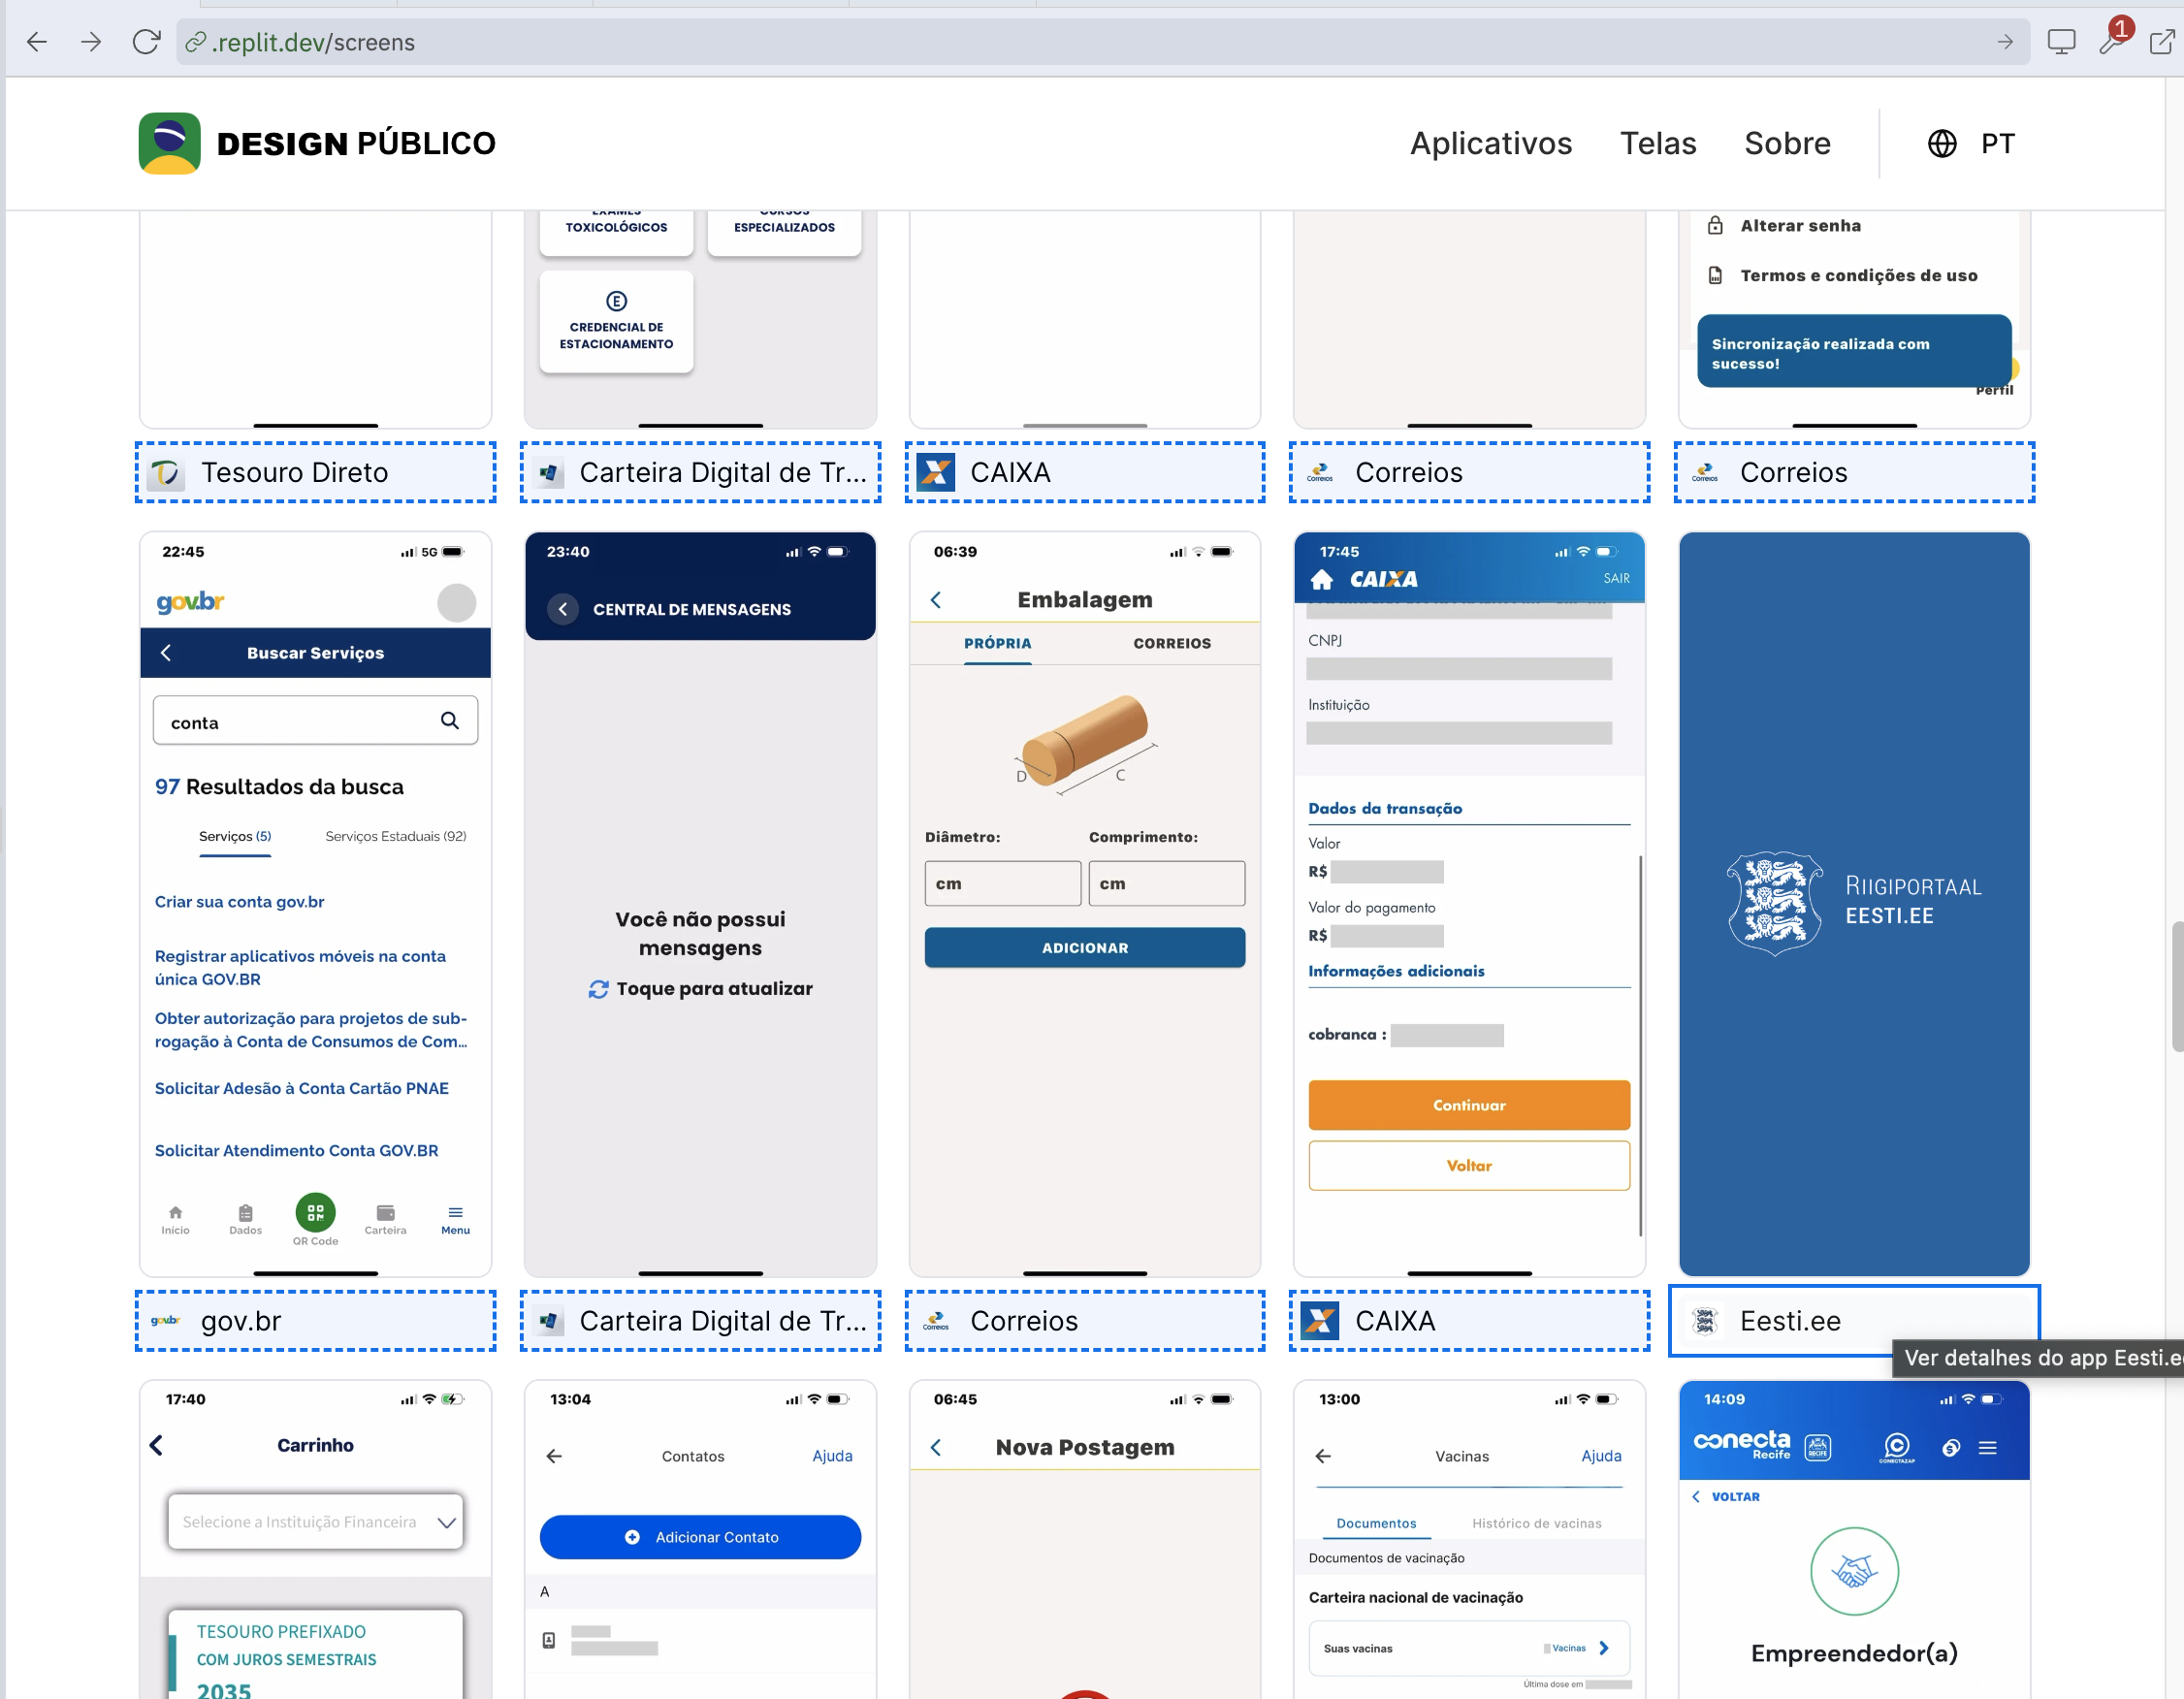 .replit.dev/screens
1
DESIGN PÚBLICO
Aplicativos
Telas
Sobre
PT
EXAMES
TOXICOLÓGICOS
CURSOS
ESPECIALIZADOS
CREDENCIAL DE
ESTACIONAMENTO
Alterar senha
Termos e condições de uso
Sincronização realizada com
sucesso!
Perfil
Tesouro Direto
Carteira Digital de Tr...
CAIXA
Correios
Correios
22:45
5G
gov.br
Buscar Serviços
conta
97 Resultados da busca
Serviços (5)
Serviços Estaduais (92)
Criar sua conta gov.br
Registrar aplicativos móveis na conta
única GOV.BR
Obter autorização para projetos de sub-
rogação à Conta de Consumos de Com...
Solicitar Adesão à Conta Cartão PNAE
Solicitar Atendimento Conta GOV.BR
Início
Dados
QR Code
Carteira
Menu
23:40
CENTRAL DE MENSAGENS
Você não possui
mensagens
Toque para atualizar
06:39
Embalagem
PRÓPRIA
CORREIOS
D
C
Diâmetro:
Comprimento:
cm
cm
ADICIONAR
17:45
CAIXA
SAIR
CNPJ
Instituição
Dados da transação
Valor
R$
Valor do pagamento
R$
Informações adicionais
cobranca :
Continuar
Voltar
RIIGIPORTAAL
EESTI.EE
gov.br
gov.br
Carteira Digital de Tr...
Correios
CAIXA
Eesti.ee
Ver detalhes do app Eesti.e
17:40
Carrinho
Selecione a Instituição Financeira
TESOURO PREFIXADO
COM JUROS SEMESTRAIS
2035
13:04
Contatos
Ajuda
Adicionar Contato
A
06:45
Nova Postagem
13:00
Vacinas
Ajuda
Documentos
Histórico de vacinas
Documentos de vacinação
Carteira nacional de vacinação
Suas vacinas
Vacinas
Última dose em
14:09
conecta
Recife
RECIFE
CONECTAZAP
VOLTAR
Empreendedor(a)